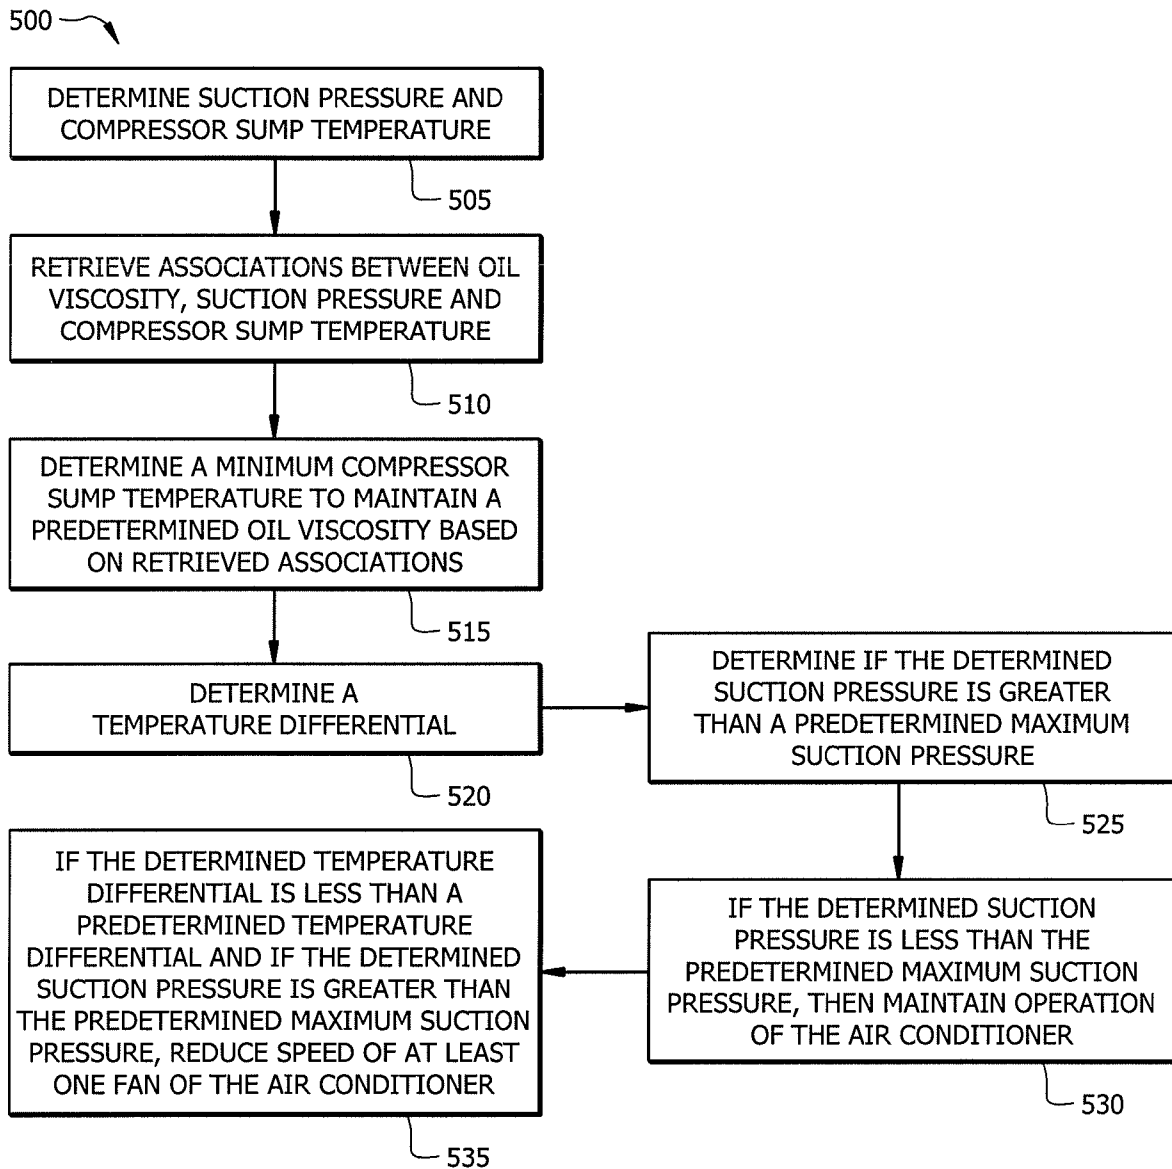 500
DETERMINE SUCTION PRESSURE AND
COMPRESSOR SUMP TEMPERATURE
505
RETRIEVE ASSOCIATIONS BETWEEN OIL
VISCOSITY, SUCTION PRESSURE AND
COMPRESSOR SUMP TEMPERATURE
510
DETERMINE A MINIMUM COMPRESSOR
SUMP TEMPERATURE TO MAINTAIN A
PREDETERMINED OIL VISCOSITY BASED
ON RETRIEVED ASSOCIATIONS
515
DETERMINE A
TEMPERATURE DIFFERENTIAL
520
DETERMINE IF THE DETERMINED
SUCTION PRESSURE IS GREATER
THAN A PREDETERMINED MAXIMUM
SUCTION PRESSURE
525
IF THE DETERMINED SUCTION
PRESSURE IS LESS THAN THE
PREDETERMINED MAXIMUM SUCTION
PRESSURE, THEN MAINTAIN OPERATION
OF THE AIR CONDITIONER
530
IF THE DETERMINED TEMPERATURE
DIFFERENTIAL IS LESS THAN A
PREDETERMINED TEMPERATURE
DIFFERENTIAL AND IF THE DETERMINED
SUCTION PRESSURE IS GREATER THAN
THE PREDETERMINED MAXIMUM SUCTION
PRESSURE, REDUCE SPEED OF AT LEAST
ONE FAN OF THE AIR CONDITIONER
535